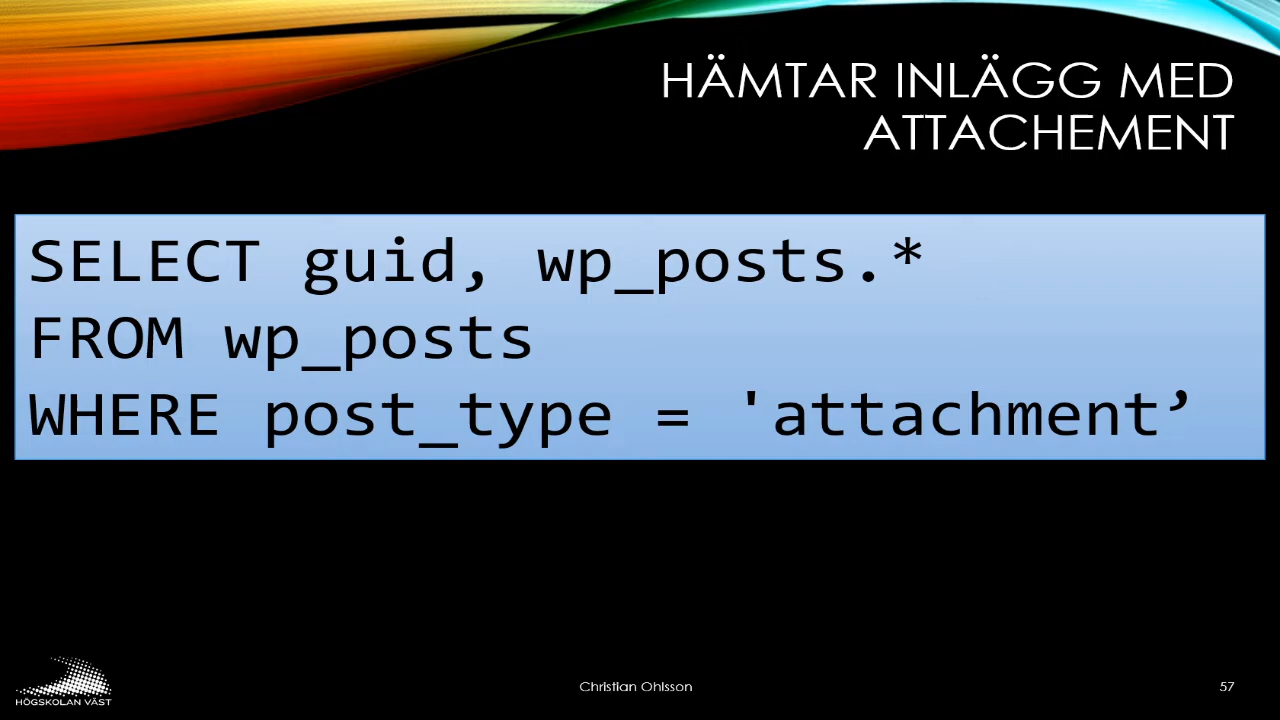 HÄMTAR INLÄGG MED
ATTACHEMENT
SELECT guid, wp_posts.*
FROM wp_posts
WHERE post_type = 'attachment’
HÖGSKOLAN VÄST
Christian Ohlsson
57